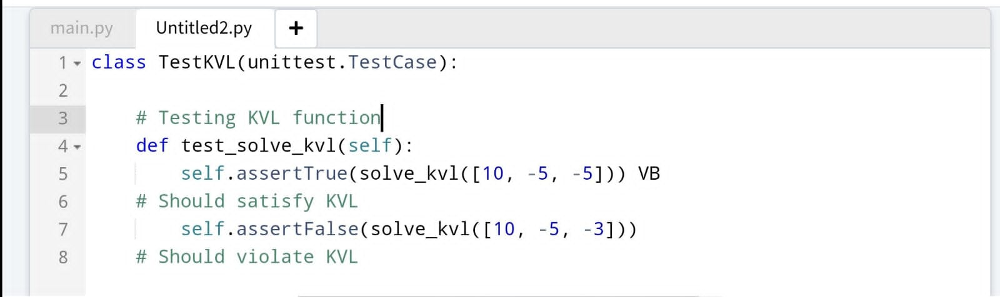 main.py Untitled2.py +
1 class TestKVL(unittest.TestCase):
2
3 # Testing KVL function
4 def test_solve_kvl(self):
5 self.assertTrue(solve_kvl([10, -5, -5])) VB
6 # Should satisfy KVL
7 self.assertFalse(solve_kvl([10, -5, -3]))
8 # Should violate KVL